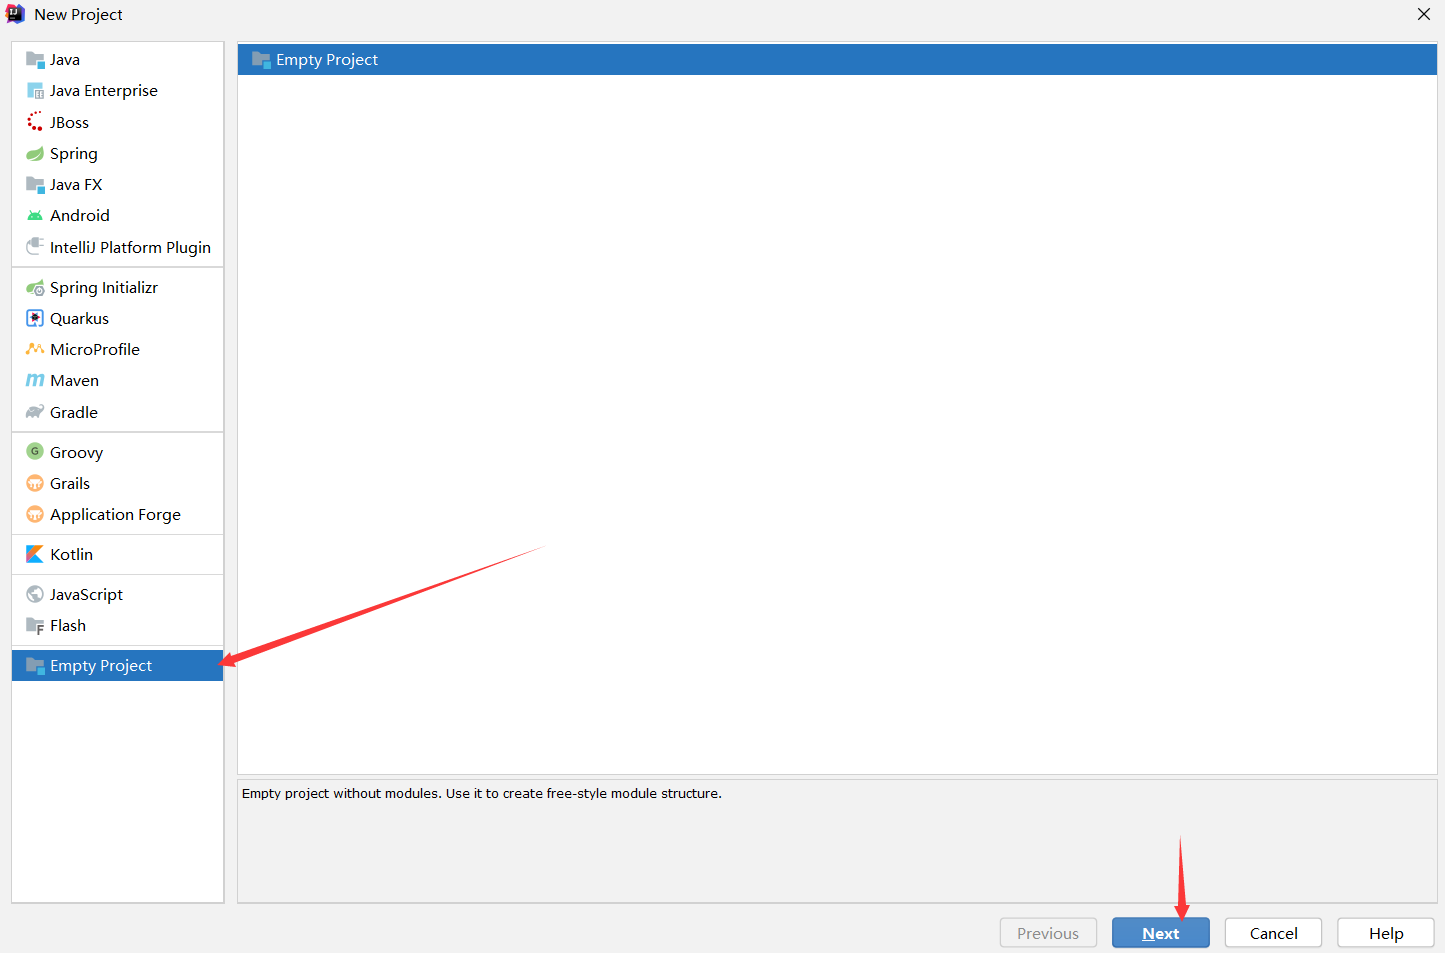 New Project
Java
Java Enterprise
JBoss
Spring
Java FX
Android
IntelliJ Platform Plugin
Spring Initializr
Quarkus
MicroProfile
Maven
Gradle
Groovy
Grails
Application Forge
Kotlin
JavaScript
Flash
Empty Project
Empty Project
Empty project without modules. Use it to create free-style module structure.
Previous
Next
Cancel
Help